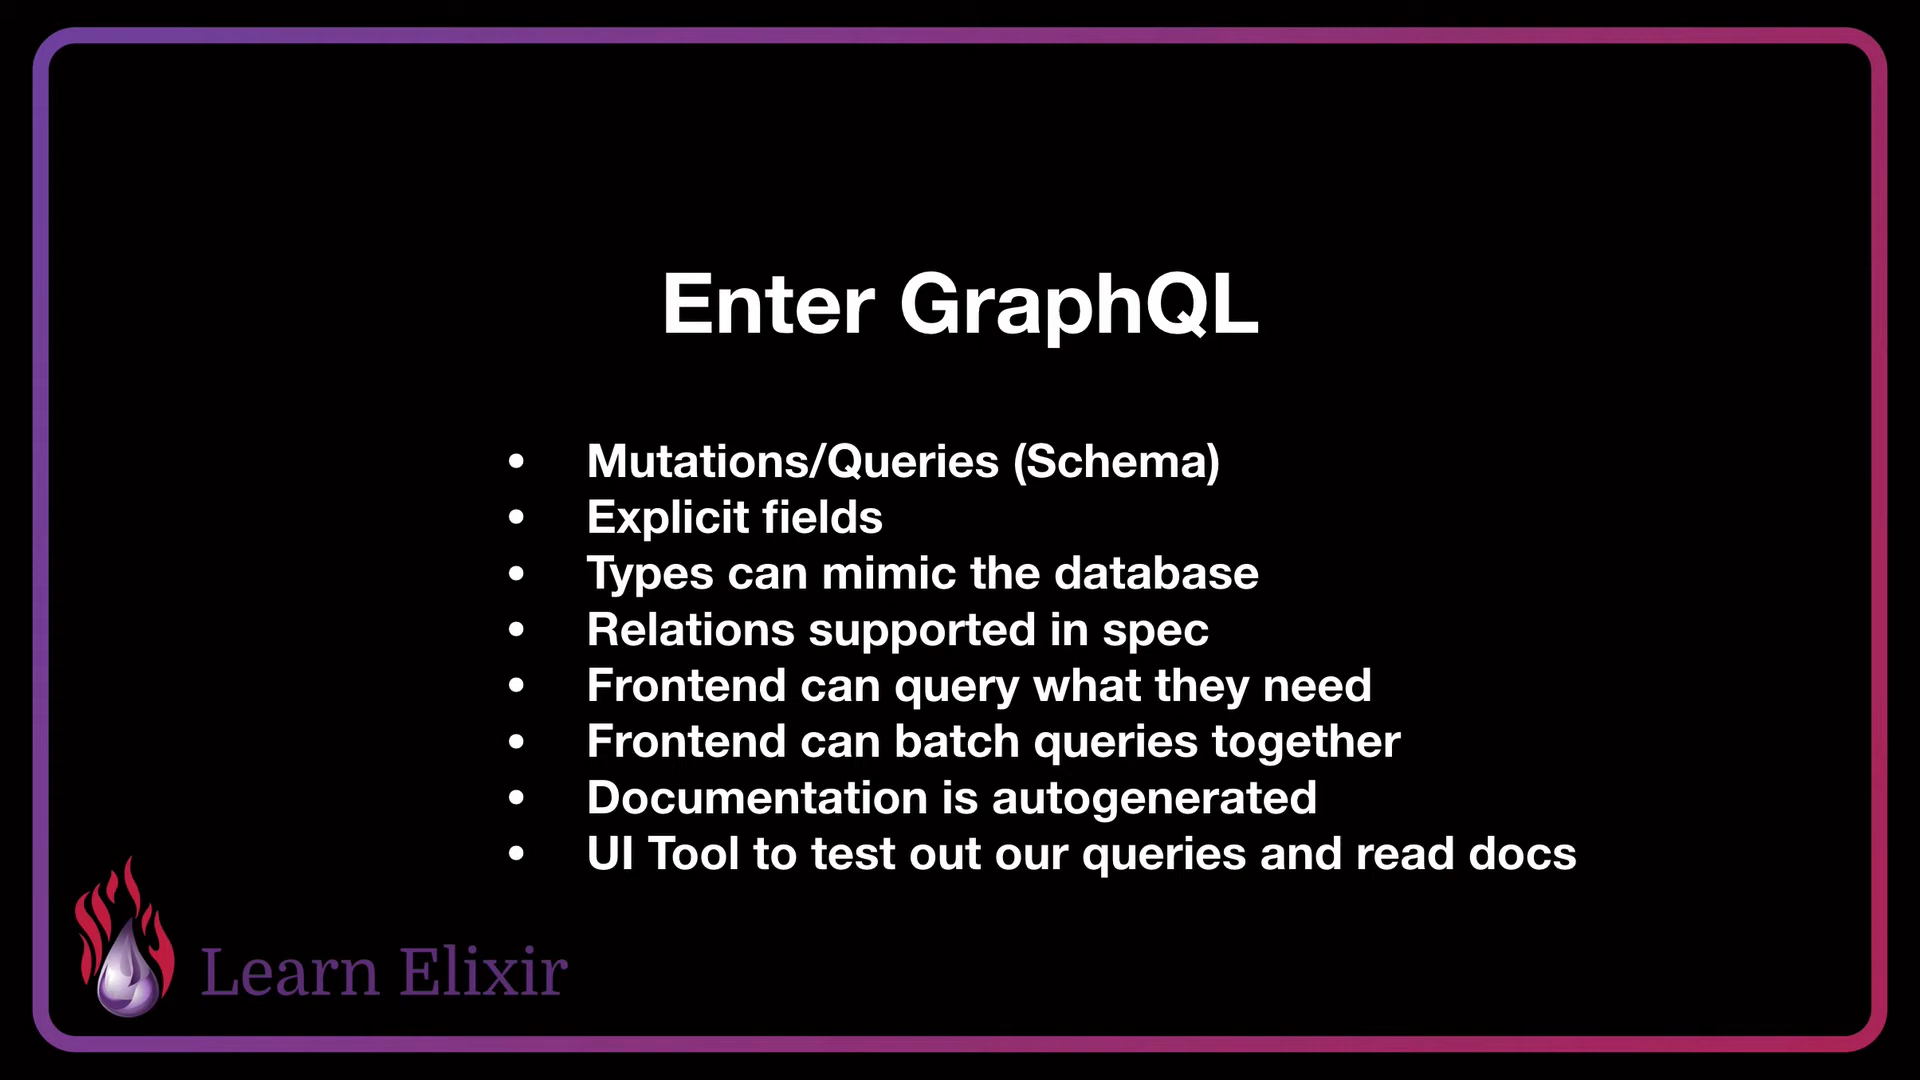 Enter GraphQL
• Mutations/Queries (Schema)
• Explicit fields
• Types can mimic the database
• Relations supported in spec
• Frontend can query what they need
• Frontend can batch queries together
• Documentation is autogenerated
• UI Tool to test out our queries and read docs
Learn Elixir